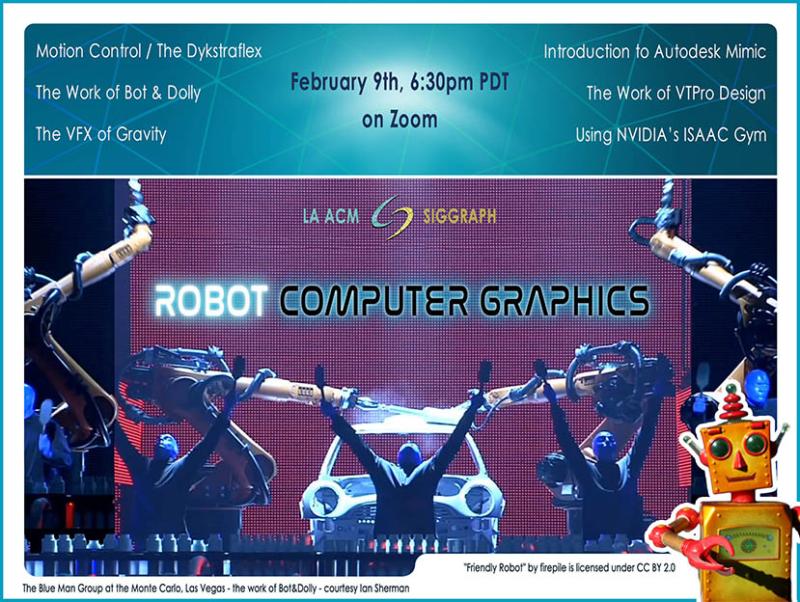 Motion Control / The Dykstraflex
The Work of Bot & Dolly
The VFX of Gravity
February 9th, 6:30pm PDT
on Zoom
Introduction to Autodesk Mimic
The Work of VTPro Design
Using NVIDIA's ISAAC Gym
LA ACM SIGGRAPH
ROBOT COMPUTER GRAPHICS
"Friendly Robot" by firepile is licensed under CC BY 2.0
The Blue Man Group at the Monte Carlo, Las Vegas - the work of Bot&Dolly - courtesy Ian Sherman